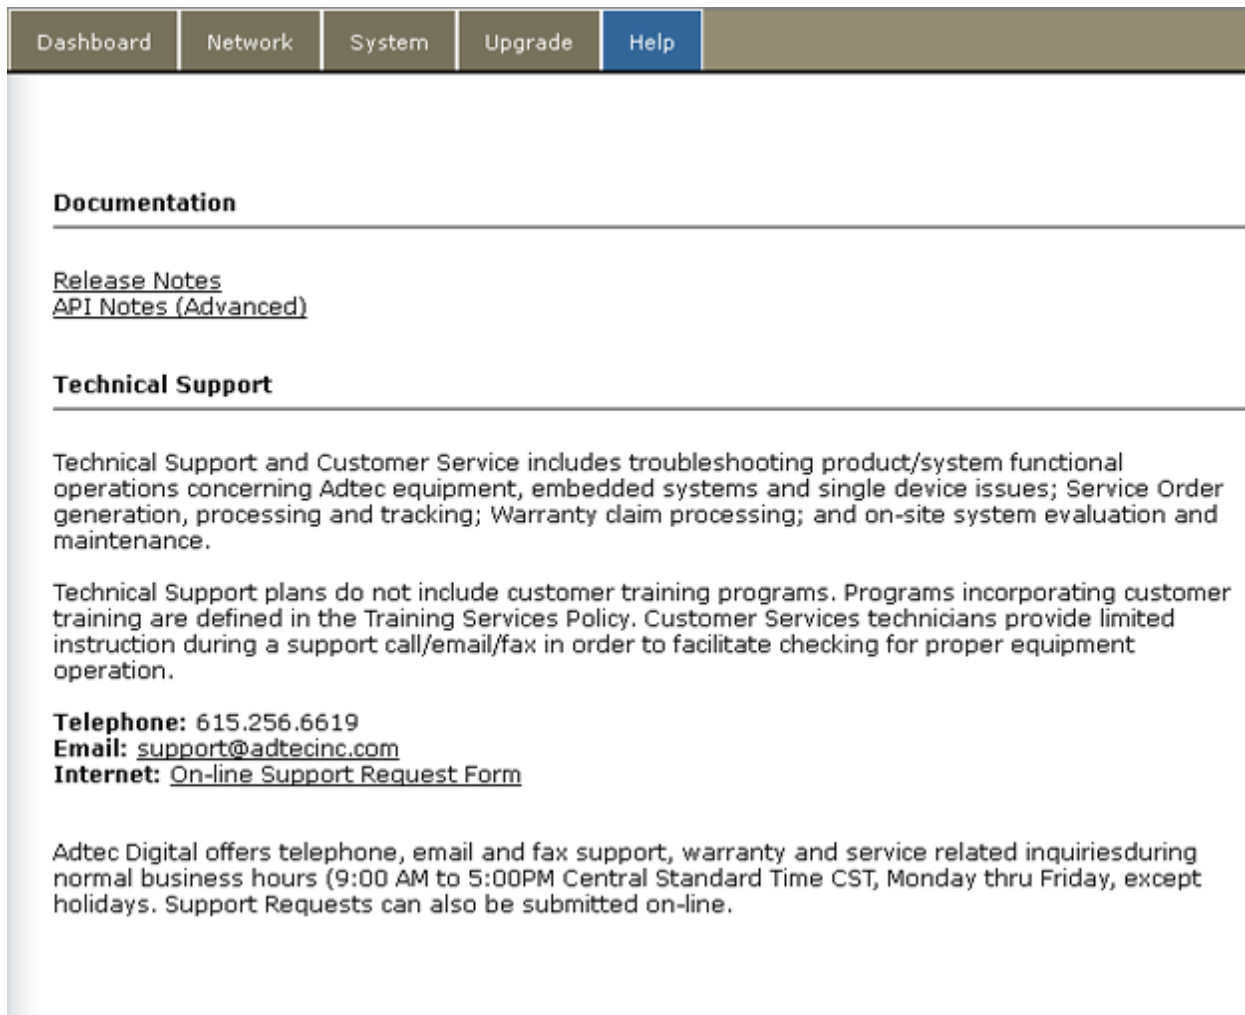 Dashboard Network System Upgrade Help
Documentation
Release Notes
API Notes (Advanced)
Technical Support
Technical Support and Customer Service includes troubleshooting product/system functional
operations concerning Adtec equipment, embedded systems and single device issues; Service Order
generation, processing and tracking; Warranty claim processing; and on-site system evaluation and
maintenance.
Technical Support plans do not include customer training programs. Programs incorporating customer
training are defined in the Training Services Policy. Customer Services technicians provide limited
instruction during a support call/email/fax in order to facilitate checking for proper equipment
operation.
Telephone: 615.256.6619
Email: support@adtecinc.com
Internet: On-line Support Request Form
Adtec Digital offers telephone, email and fax support, warranty and service related inquiriesduring
normal business hours (9:00 AM to 5:00PM Central Standard Time CST, Monday thru Friday, except
holidays. Support Requests can also be submitted on-line.